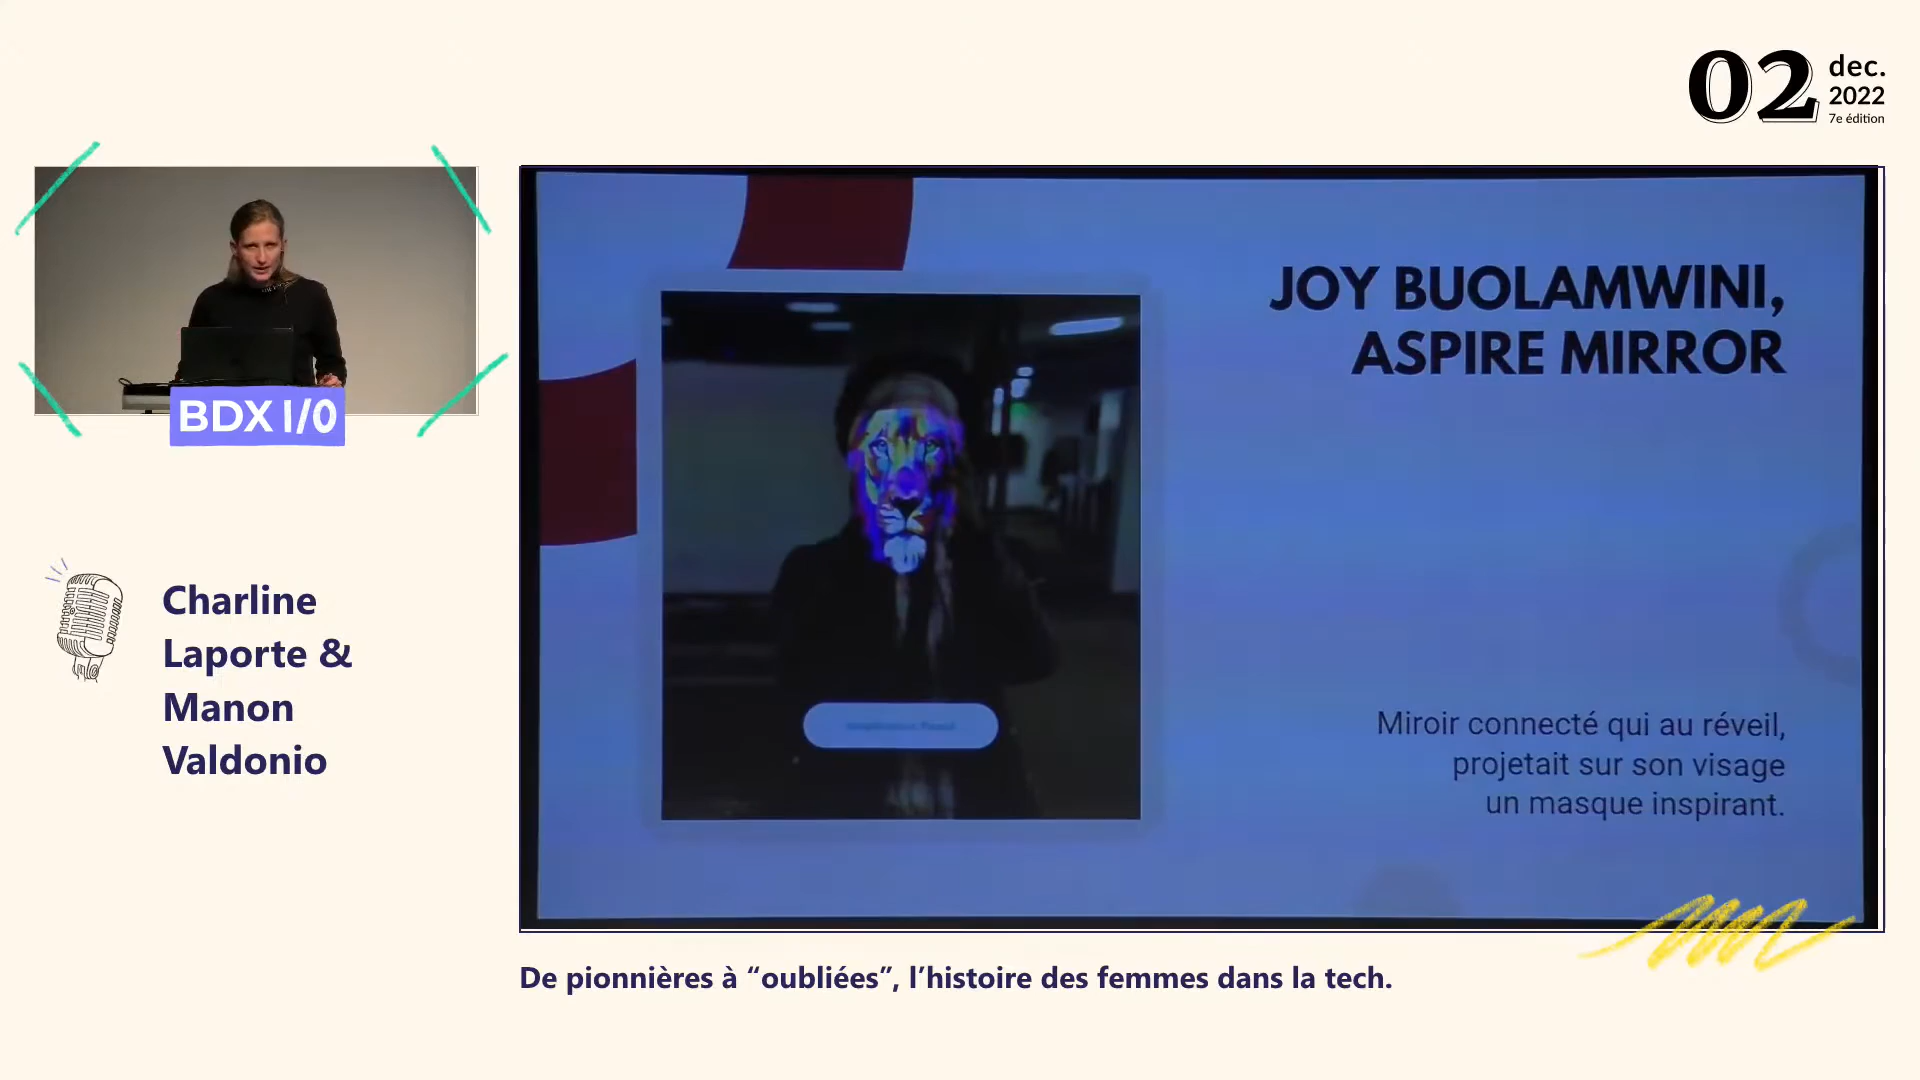 02
dec.
2022
7e édition
BDX I/O
Charline
Laporte &
Manon
Valdonio
JOY BUOLAMWINI,
ASPIRE MIRROR
Miroir connecté qui au réveil,
projetait sur son visage
un masque inspirant.
De pionnières à “oubliées”, l’histoire des femmes dans la tech.